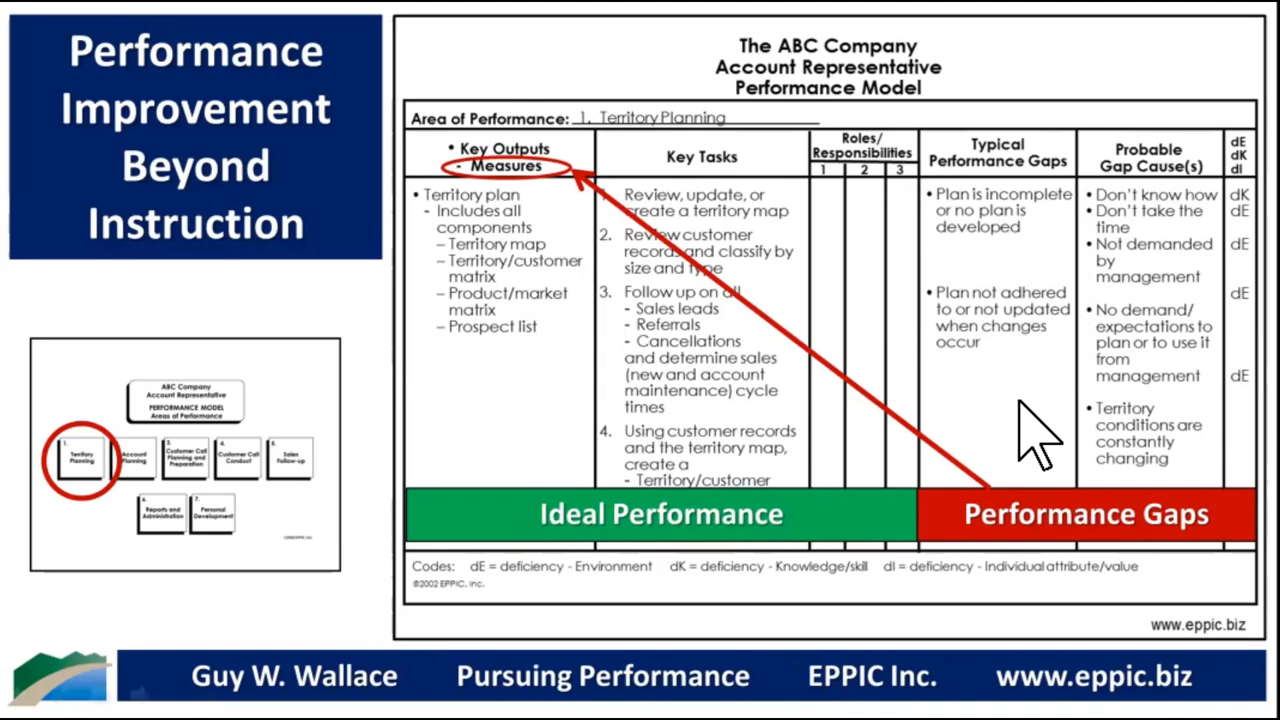 Performance
Improvement
Beyond
Instruction
ABC Company
Account Representative
PERFORMANCE MODEL
Areas of Performance
1.
Territory
Planning
Account
Planning
3.
Customer Call
Planning and
Preparation
4.
Customer Call
Conduct
5.
Sales
Follow-up
6.
Reports and
Administration
7.
Personal
Development
The ABC Company
Account Representative
Performance Model
Area of Performance: 1. Territory Planning
• Key Outputs
- Measures
Key Tasks
Roles/
Responsibilities
1 2 3
Typical
Performance Gaps
Probable
Gap Cause(s)
dE
dK
dI
• Territory plan
- Includes all
components
– Territory map
– Territory/customer
matrix
– Product/market
matrix
– Prospect list
Review, update, or
create a territory map
2. Review customer
records and classify by
size and type
3. Follow up on all
- Sales leads
- Referrals
- Cancellations
and determine sales
(new and account
maintenance) cycle
times
4. Using customer records
and the territory map,
create a
- Territory/customer
• Plan is incomplete
or no plan is
developed
• Plan not adhered
to or not updated
when changes
occur
• Don't know how
• Don't take the
time
• Not demanded
by
management
• No demand/
expectations to
plan or to use it
from
management
• Territory
conditions are
constantly
changing
dK
dE
dE
dE
dE
Ideal Performance
Performance Gaps
Codes: dE = deficiency - Environment dK = deficiency - Knowledge/skill dI = deficiency - Individual attribute/value
©2002 EPPIC, Inc.
www.eppic.biz
Guy W. Wallace Pursuing Performance EPPIC Inc. www.eppic.biz